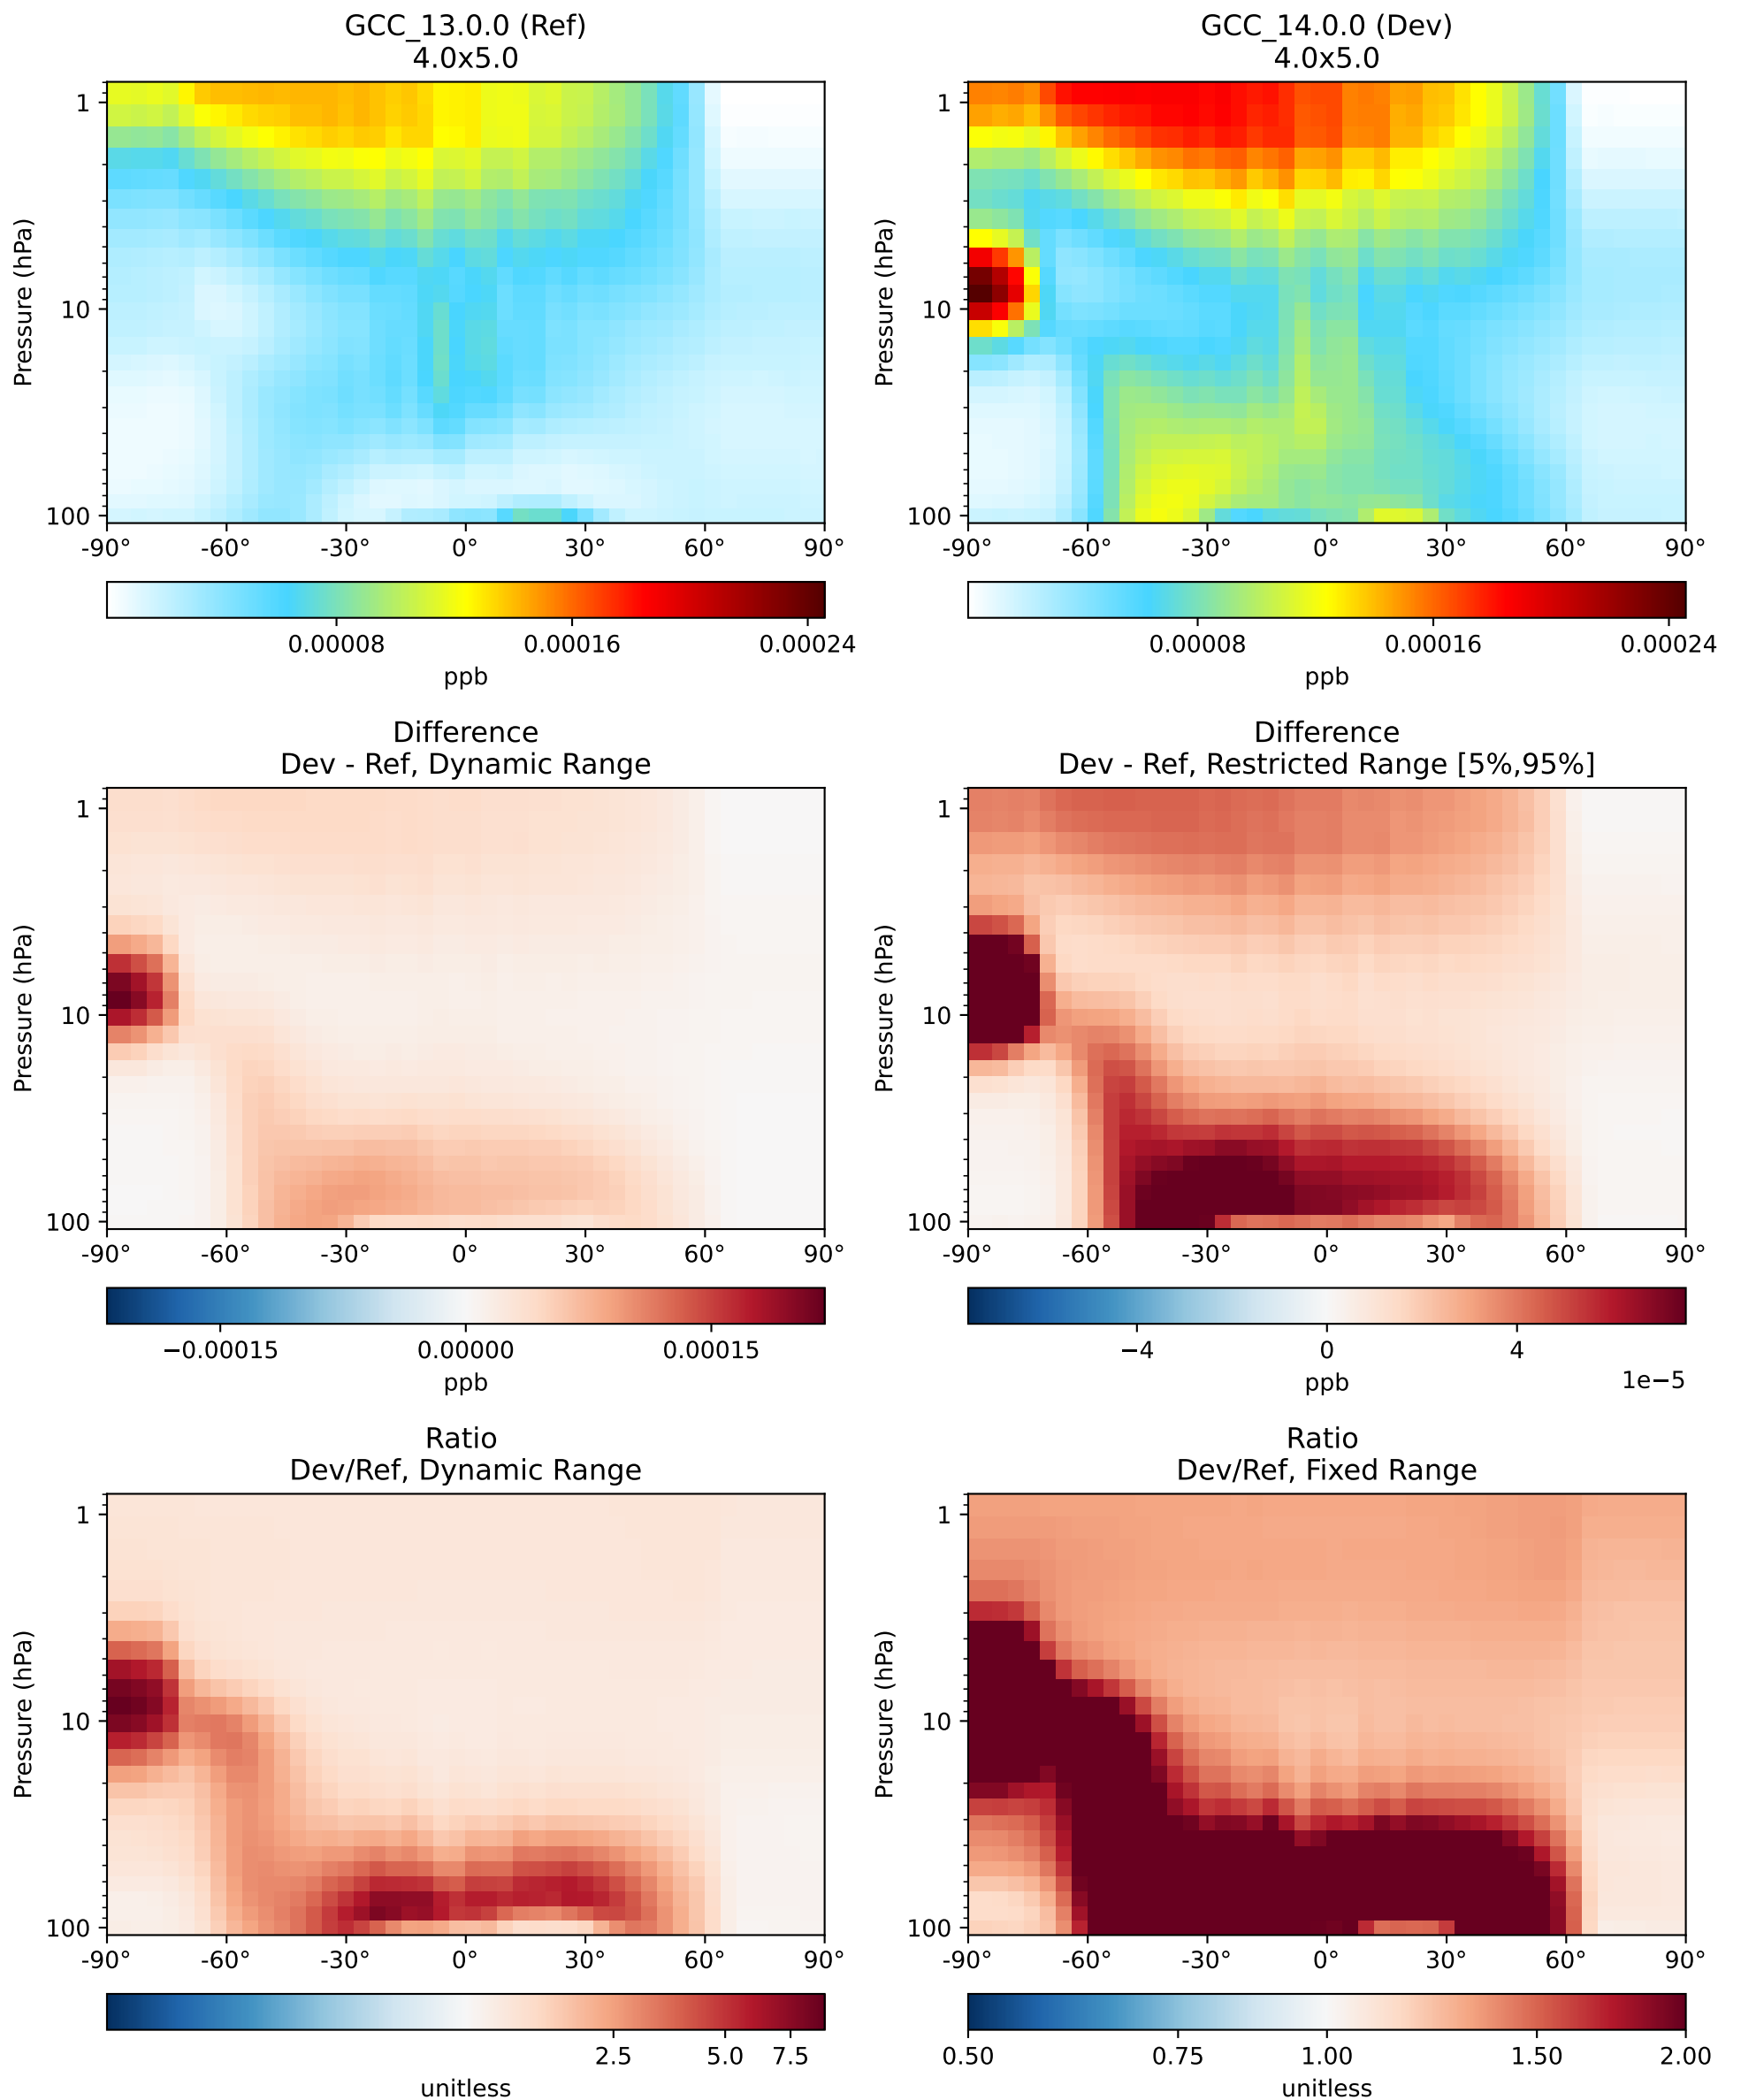 GCC_13.0.0 (Ref)
4.0x5.0
Pressure (hPa)
1
10
100
-90° -60° -30° 0° 30° 60° 90°
0.00008 0.00016 0.00024
ppb
GCC_14.0.0 (Dev)
4.0x5.0
Pressure (hPa)
1
10
100
-90° -60° -30° 0° 30° 60° 90°
0.00008 0.00016 0.00024
ppb
Difference
Dev - Ref, Dynamic Range
Pressure (hPa)
1
10
100
-90° -60° -30° 0° 30° 60° 90°
−0.00015 0.00000 0.00015
ppb
Difference
Dev - Ref, Restricted Range [5%,95%]
Pressure (hPa)
1
10
100
-90° -60° -30° 0° 30° 60° 90°
−4 0 4
ppb
1e−5
Ratio
Dev/Ref, Dynamic Range
Pressure (hPa)
1
10
100
-90° -60° -30° 0° 30° 60° 90°
2.5 5.0 7.5
unitless
Ratio
Dev/Ref, Fixed Range
Pressure (hPa)
1
10
100
-90° -60° -30° 0° 30° 60° 90°
0.50 0.75 1.00 1.50 2.00
unitless